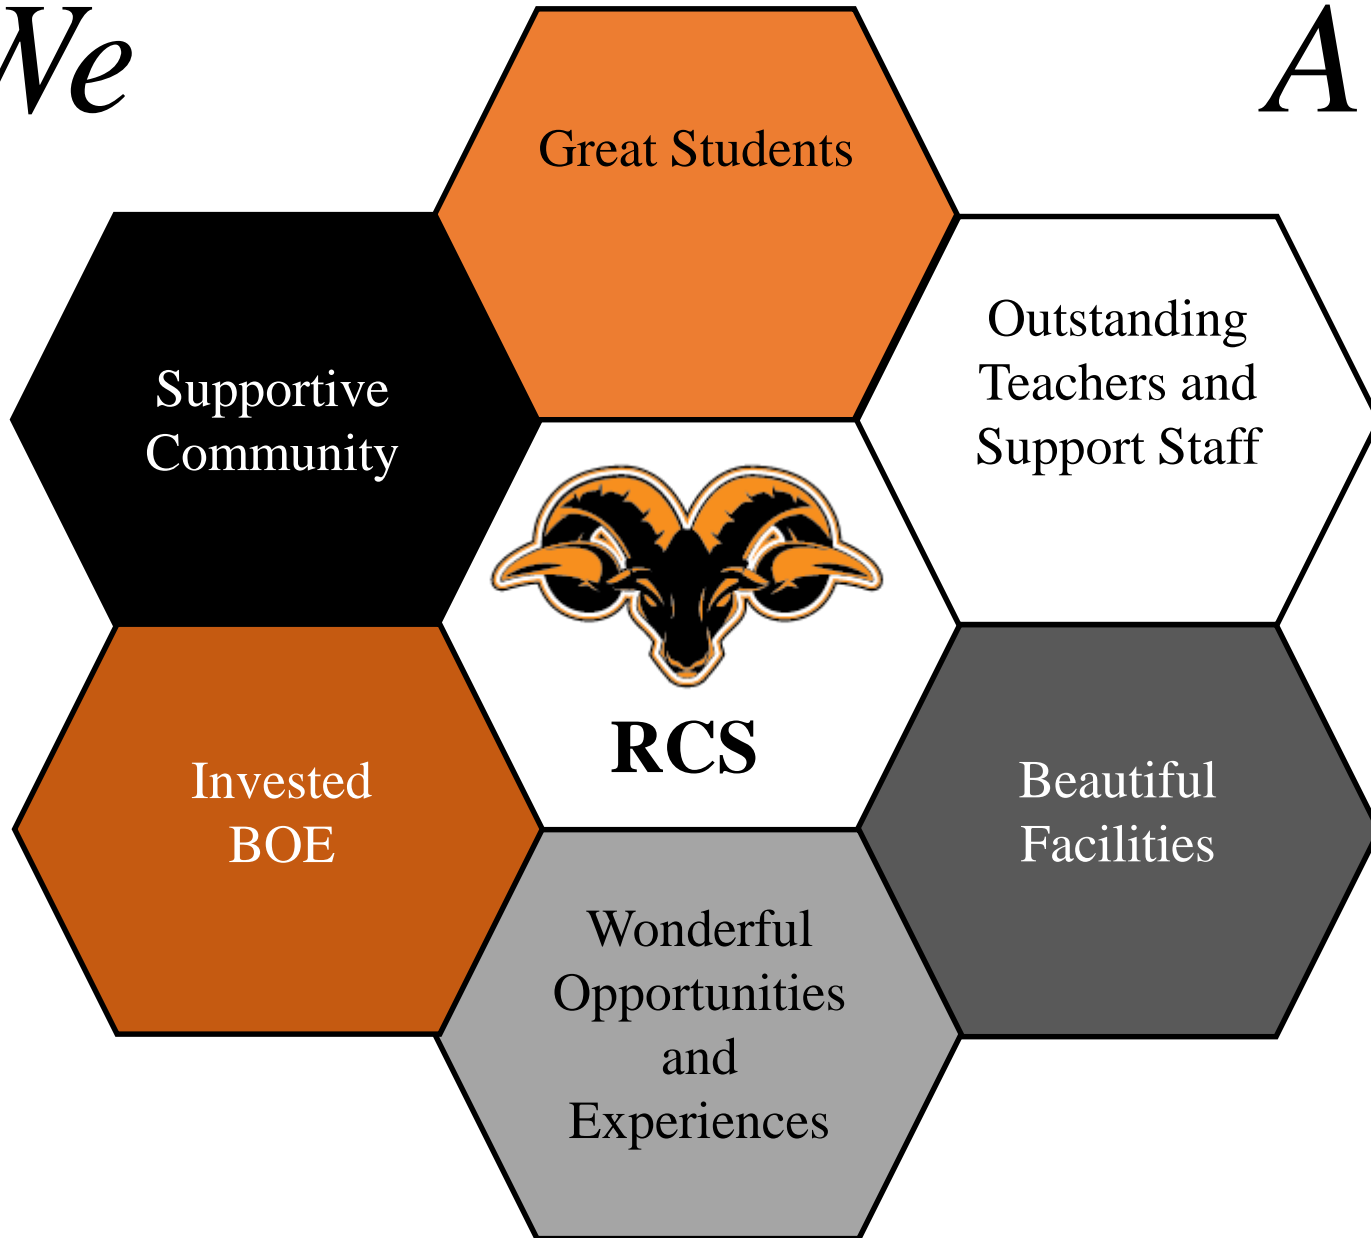 We
A
Great Students
Outstanding
Teachers and
Support Staff
Supportive
Community
RCS
Invested
BOE
Beautiful
Facilities
Wonderful
Opportunities
and
Experiences